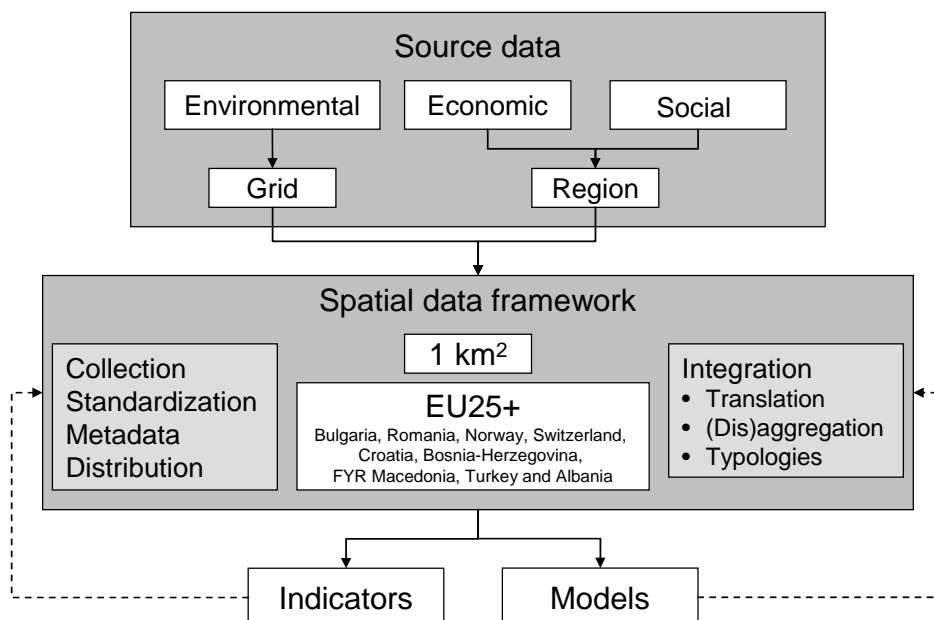 Source data
Environmental
Economic
Social
Grid
Region
Spatial data framework
1 km²
Collection
Standardization
Metadata
Distribution
EU25+
Bulgaria, Romania, Norway, Switzerland,
Croatia, Bosnia-Herzegovina,
FYR Macedonia, Turkey and Albania
Integration
• Translation
• (Dis)aggregation
• Typologies
Indicators
Models